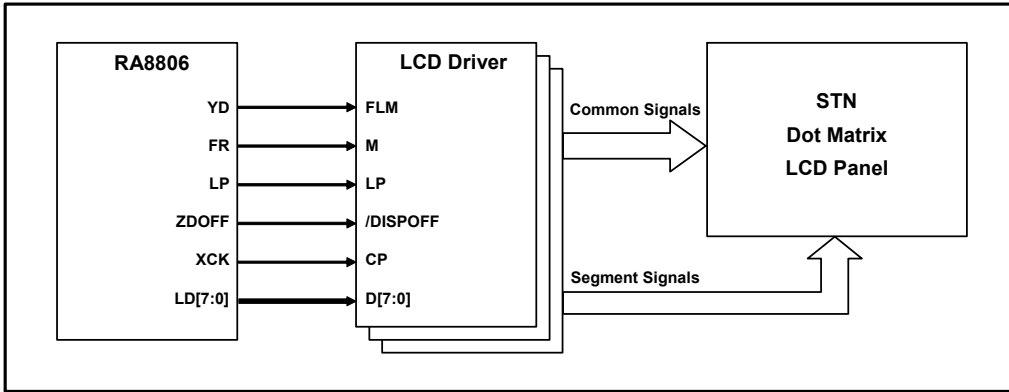 RA8806
LCD Driver
YD
FLM
FR
M
LP
LP
ZDOFF
/DISPOFF
XCK
CP
LD[7:0]
D[7:0]
Common Signals
Segment Signals
STN
Dot Matrix
LCD Panel